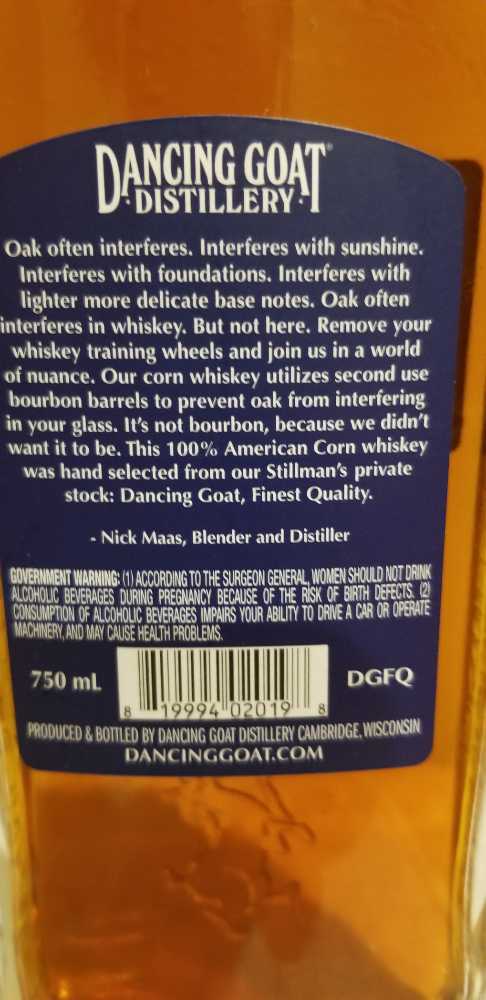 DANCING GOAT
DISTILLERY
Oak often interferes. Interferes with sunshine.
Interferes with foundations. Interferes with
lighter more delicate base notes. Oak often
interferes in whiskey. But not here. Remove your
whiskey training wheels and join us in a world
of nuance. Our corn whiskey utilizes second use
bourbon barrels to prevent oak from interfering
in your glass. It's not bourbon, because we didn't
want it to be. This 100% American Corn whiskey
was hand selected from our Stillman's private
stock: Dancing Goat, Finest Quality.
- Nick Maas, Blender and Distiller
GOVERNMENT WARNING: (1) ACCORDING TO THE SURGEON GENERAL, WOMEN SHOULD NOT DRINK
ALCOHOLIC BEVERAGES DURING PREGNANCY BECAUSE OF THE RISK OF BIRTH DEFECTS. (2)
CONSUMPTION OF ALCOHOLIC BEVERAGES IMPAIRS YOUR ABILITY TO DRIVE A CAR OR OPERATE
MACHINERY, AND MAY CAUSE HEALTH PROBLEMS.
750 mL
8 19994 02019 8
DGFQ
PRODUCED & BOTTLED BY DANCING GOAT DISTILLERY CAMBRIDGE, WISCONSIN
DANCINGGOAT.COM